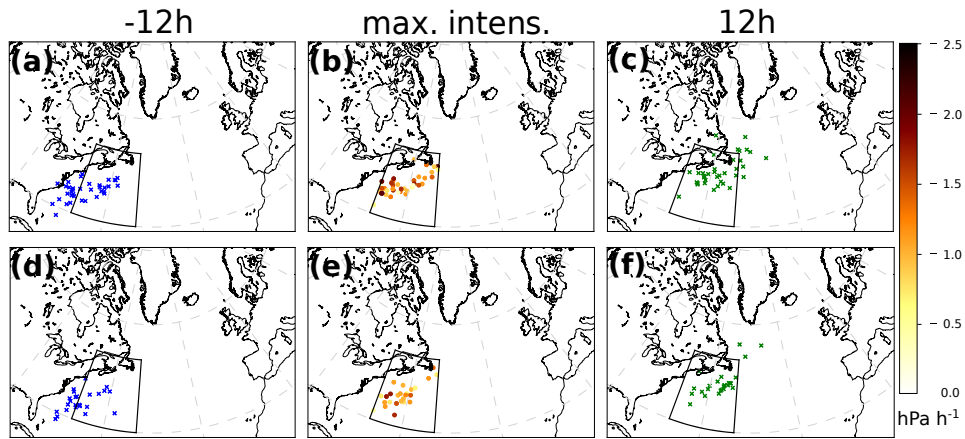 -12h
max. intens.
12h
(a)
(b)
(c)
− 2.5
− 2.0
− 1.5
− 1.0
− 0.5
0.0
hPa h⁻¹
(d)
(e)
(f)